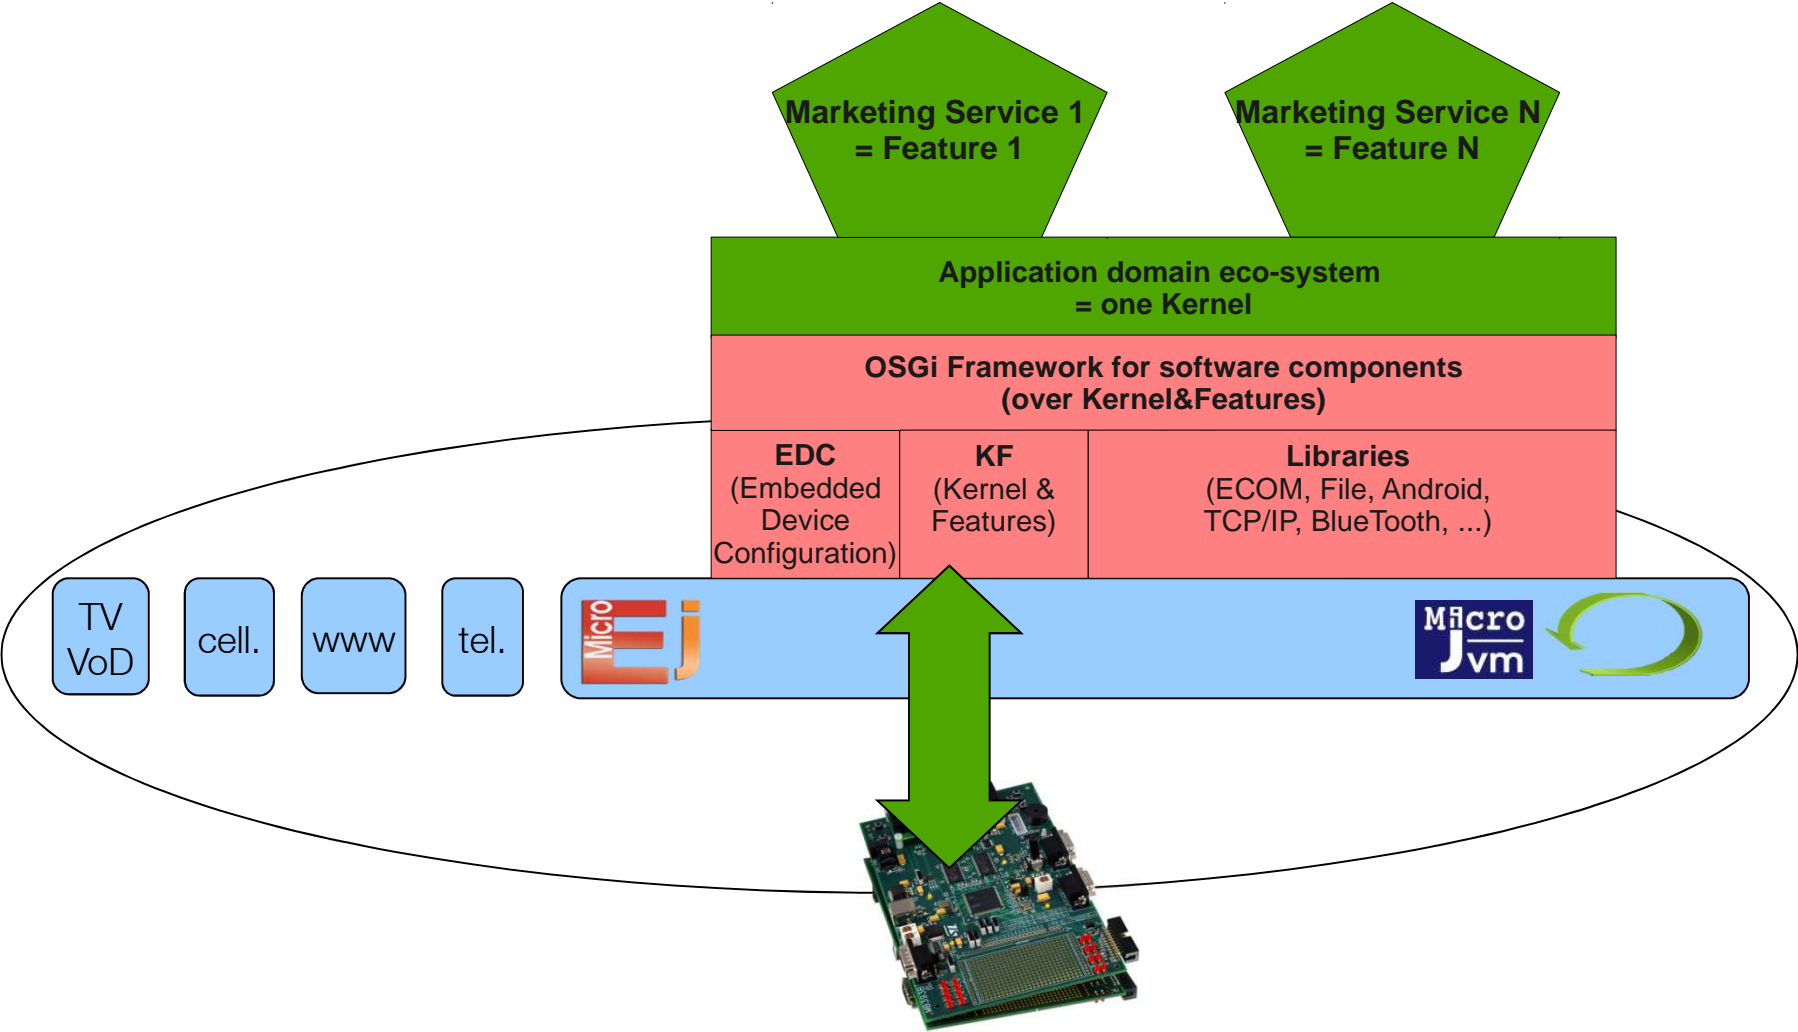 Marketing Service 1
= Feature 1
Marketing Service N
= Feature N
Application domain eco-system
= one Kernel
OSGi Framework for software components
(over Kernel&Features)
EDC
(Embedded
Device
Configuration)
KF
(Kernel &
Features)
Libraries
(ECOM, File, Android,
TCP/IP, BlueTooth, ...)
TV
VoD
cell.
www
tel.
Micro
Ej
Micro
Jvm